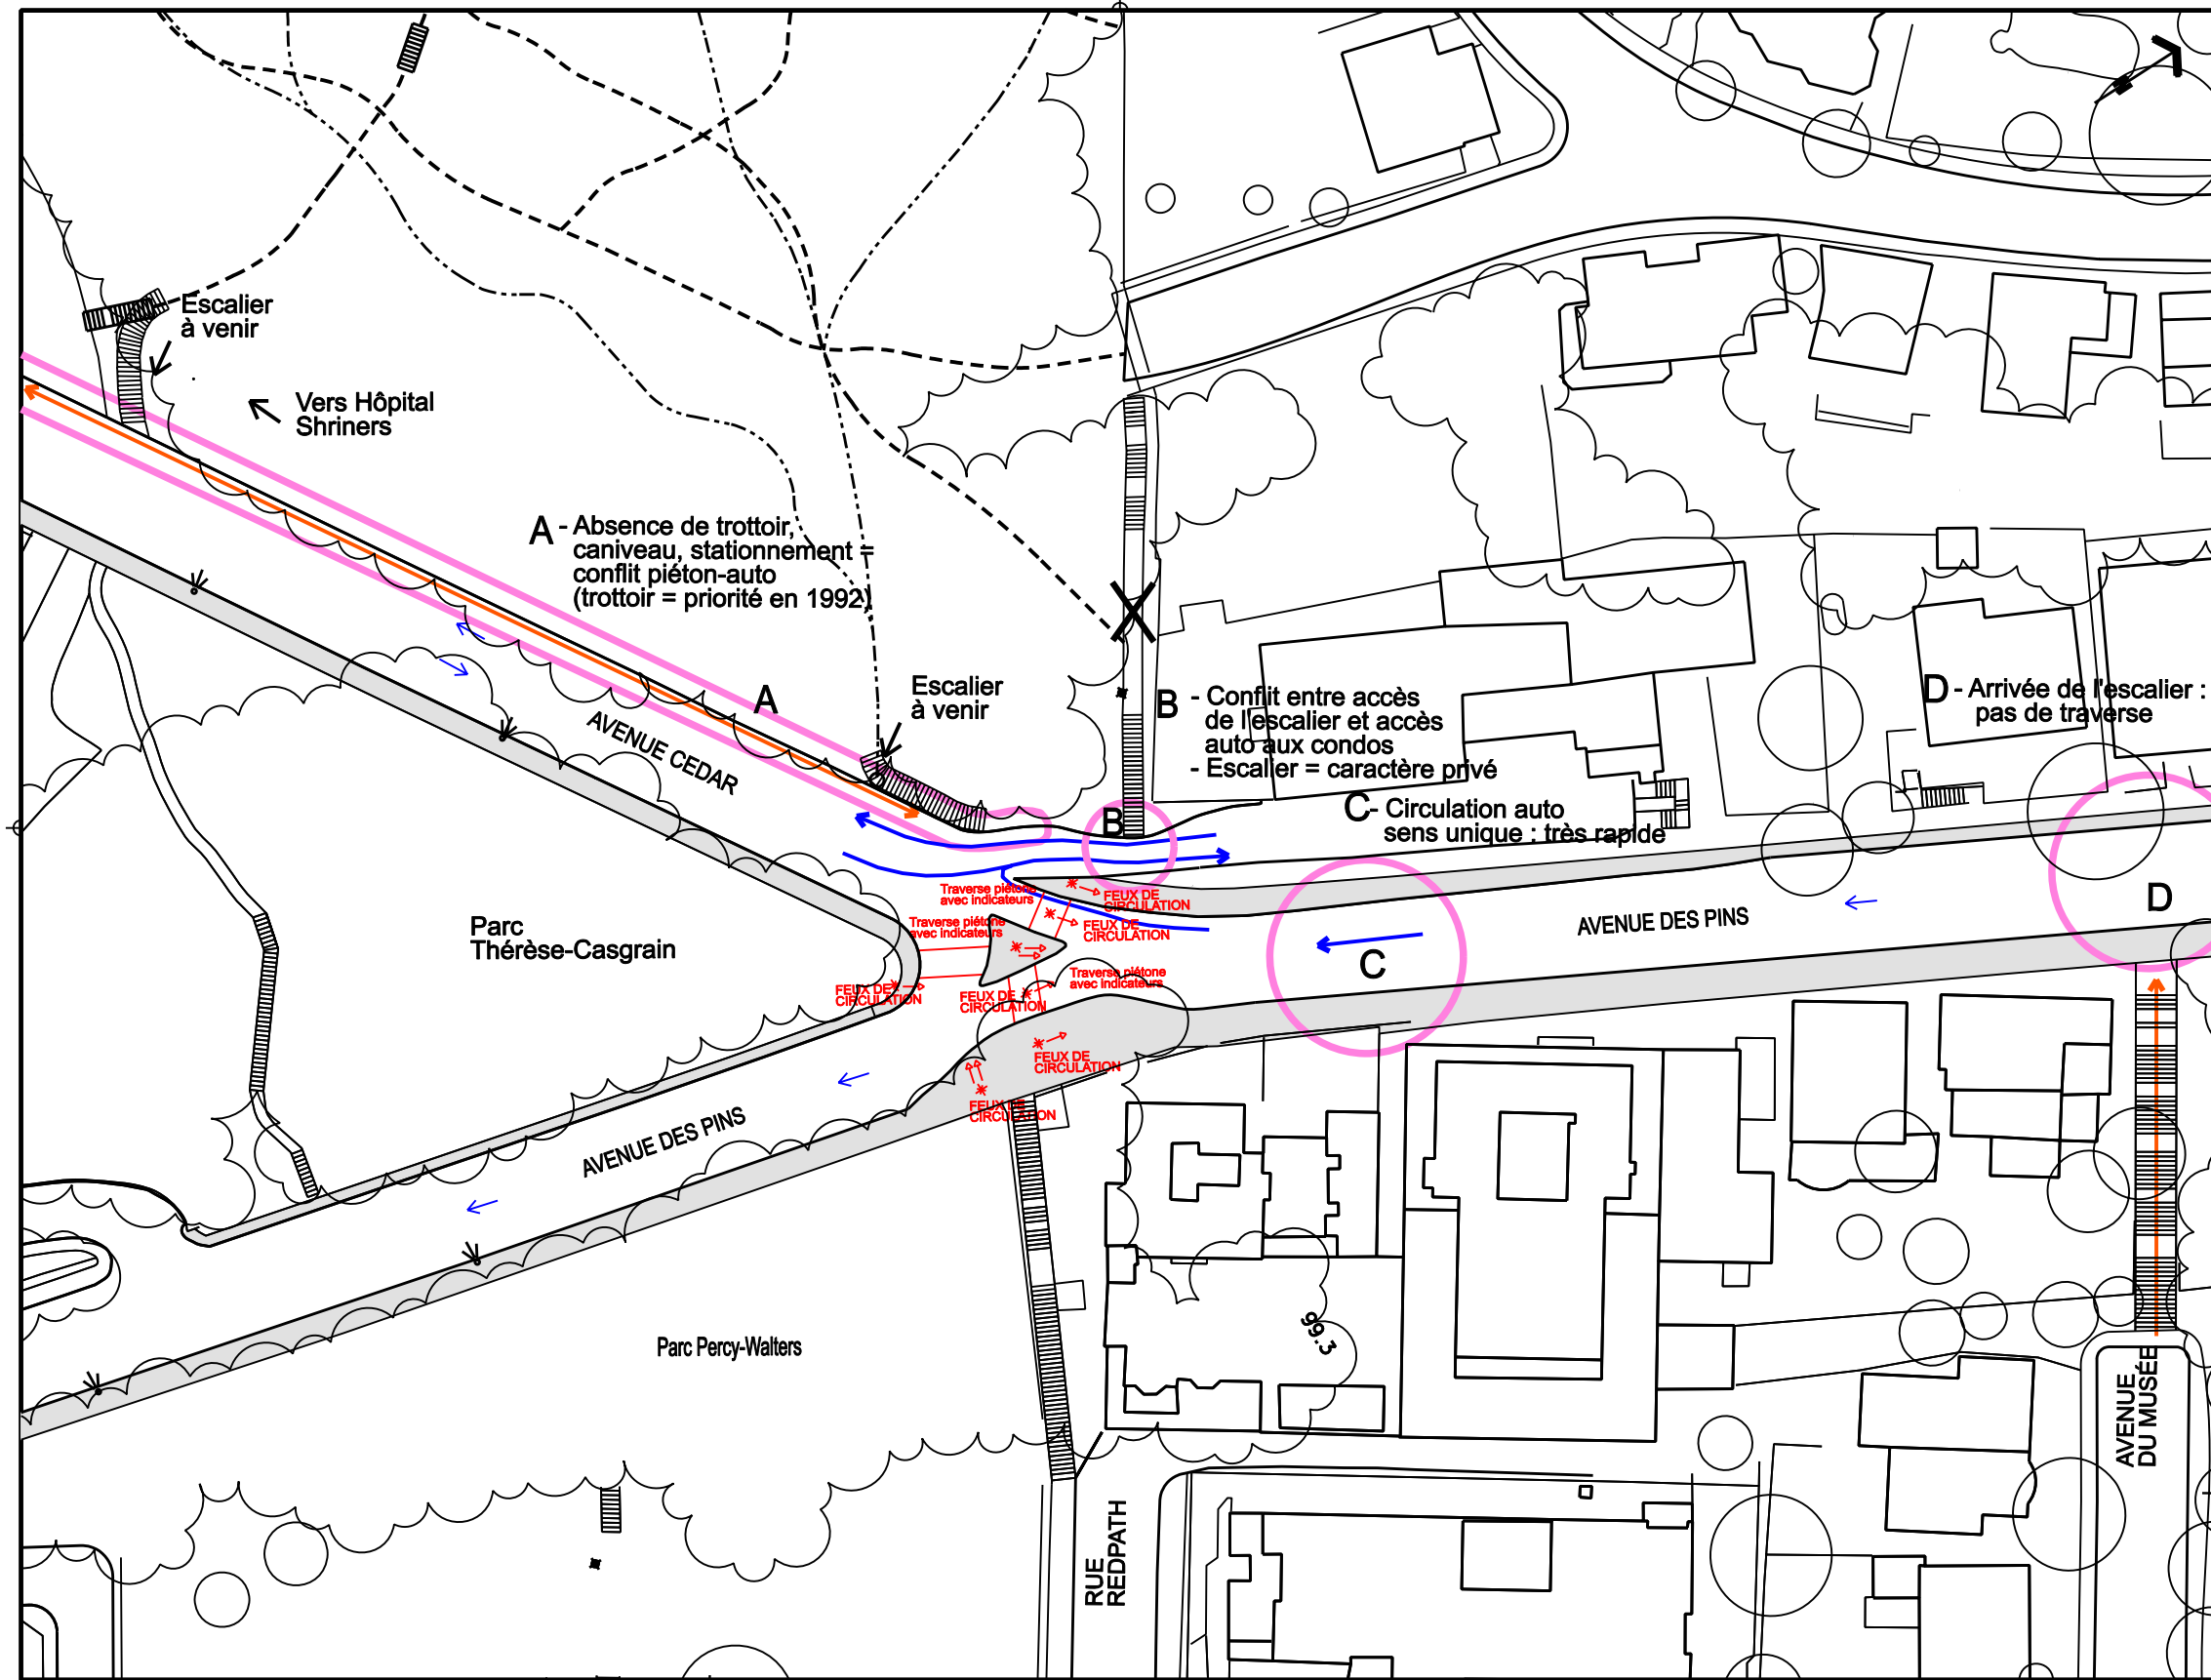 Escalier
à venir
Vers Hôpital
Shriners
A - Absence de trottoir,
caniveau, stationnement =
conflit piéton-auto
(trottoir = priorité en 1992)
A
AVENUE CEDAR
Escalier
à venir
B - Conflit entre accès
de l'escalier et accès
auto aux condos
- Escalier = caractère privé
D - Arrivée de l'escalier :
pas de traverse
B
C - Circulation auto
sens unique : très rapide
Traverse piétone
avec indicateurs
FEUX DE
CIRCULATION
Traverse piétone
avec indicateurs
FEUX DE
CIRCULATION
AVENUE DES PINS
D
C
Parc
Thérèse-Casgrain
Traverse piétone
avec indicateurs
FEUX DE
CIRCULATION
FEUX DE
CIRCULATION
FEUX DE
CIRCULATION
FEUX DE
CIRCULATION
AVENUE DES PINS
Parc Percy-Walters
99.3
AVENUE
DU MUSÉE
RUE
REDPATH